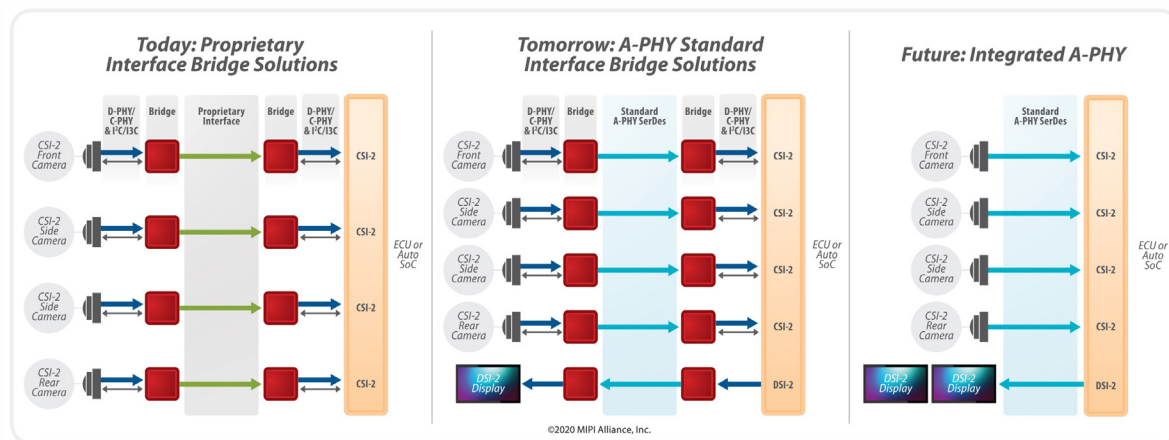 Today: Proprietary
Interface Bridge Solutions
D-PHY/
C-PHY
& I²C/I3C
Bridge
Proprietary
Interface
Bridge
D-PHY/
C-PHY
& I²C/I3C
CSI-2
Front
Camera
CSI-2
CSI-2
Side
Camera
CSI-2
CSI-2
Side
Camera
CSI-2
CSI-2
Rear
Camera
CSI-2
ECU or
Auto
SoC
Tomorrow: A-PHY Standard
Interface Bridge Solutions
D-PHY/
C-PHY
& I²C/I3C
Bridge
Standard
A-PHY SerDes
Bridge
D-PHY/
C-PHY
& I²C/I3C
CSI-2
Front
Camera
CSI-2
CSI-2
Side
Camera
CSI-2
CSI-2
Side
Camera
CSI-2
CSI-2
Rear
Camera
CSI-2
DSI-2
Display
DSI-2
ECU or
Auto
SoC
Future: Integrated A-PHY
Standard
A-PHY SerDes
CSI-2
Front
Camera
CSI-2
CSI-2
Side
Camera
CSI-2
CSI-2
Side
Camera
CSI-2
CSI-2
Rear
Camera
CSI-2
DSI-2
Display
DSI-2
Display
DSI-2
ECU or
Auto
SoC
©2020 MIPI Alliance, Inc.